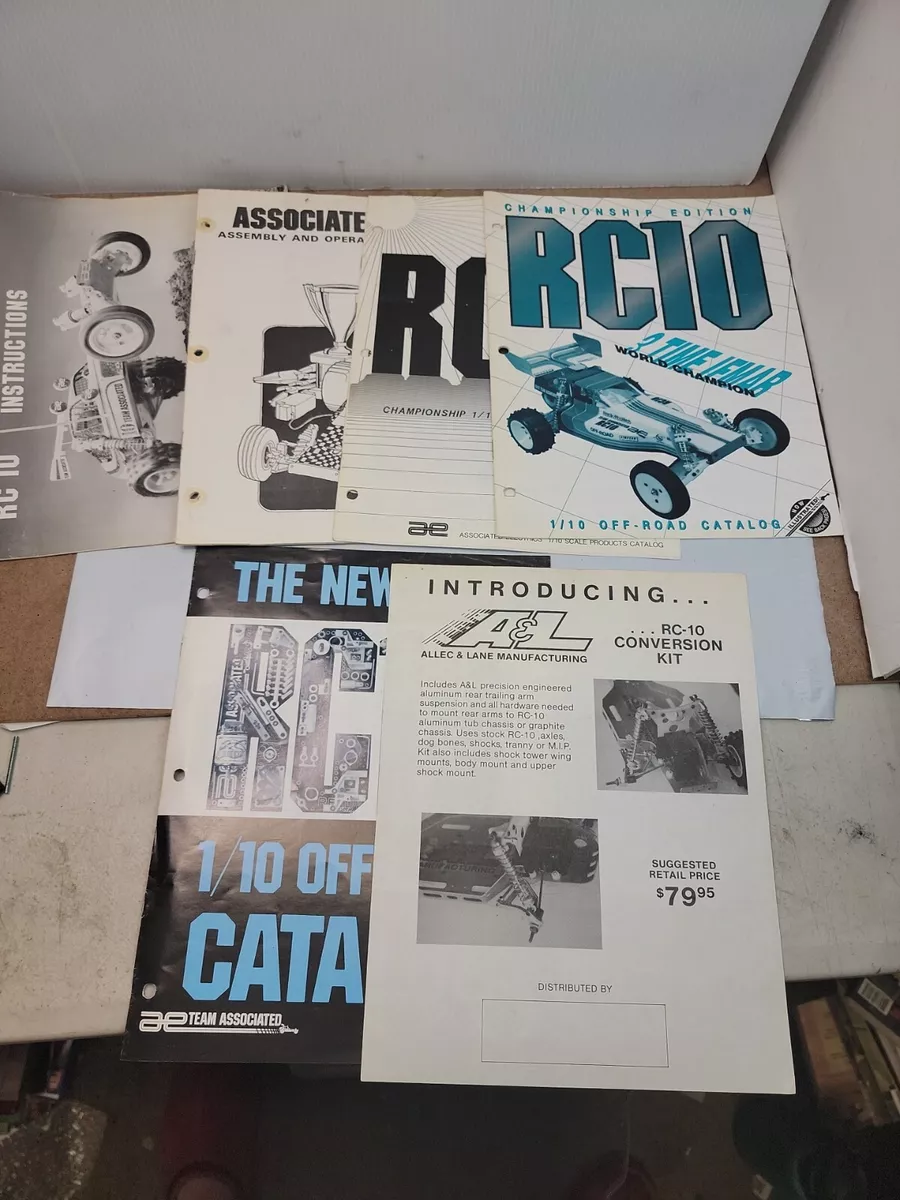 RC 10 INSTRUCTIONS
ASSOCIATE
ASSEMBLY AND OPERA
RC
CHAMPIONSHIP 1/1
ae
1/10 SCALE PRODUCTS CATALOG
CHAMPIONSHIP EDITION
RC10
WORLD CHAMPION
1/10 OFF-ROAD CATALOG
NOW
ILLUSTRATED!
THE NEW
RC
ASSOCIATED
1/10 OFF
CATA
ae TEAM ASSOCIATED
INTRODUCING...
A&L
ALLEC & LANE MANUFACTURING
... RC-10
CONVERSION
KIT
Includes A&L precision engineered
aluminum rear trailing arm
suspension and all hardware needed
to mount rear arms to RC-10
aluminum tub chassis or graphite
chassis. Uses stock RC-10 ,axles,
dog bones, shocks, tranny or M.I.P.
Kit also includes shock tower wing
mounts, body mount and upper
shock mount.
SUGGESTED
RETAIL PRICE
$79.95
DISTRIBUTED BY